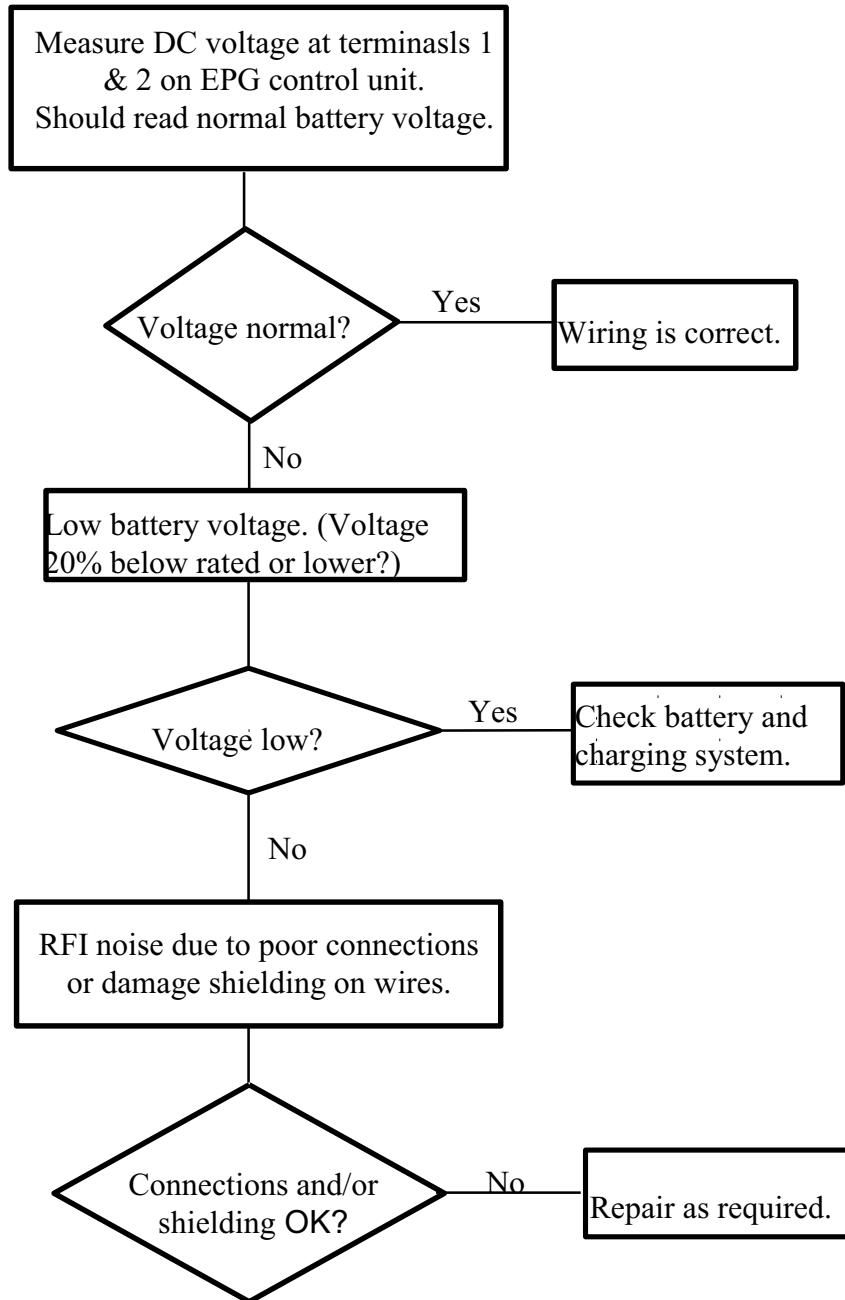 Measure DC voltage at terminasls 1
& 2 on EPG control unit.
Should read normal battery voltage.
Voltage normal?
Yes
Wiring is correct.
No
Low battery voltage. (Voltage
20% below rated or lower?)
Voltage low?
Yes
Check battery and
charging system.
No
RFI noise due to poor connections
or damage shielding on wires.
Connections and/or
shielding OK?
No
Repair as required.